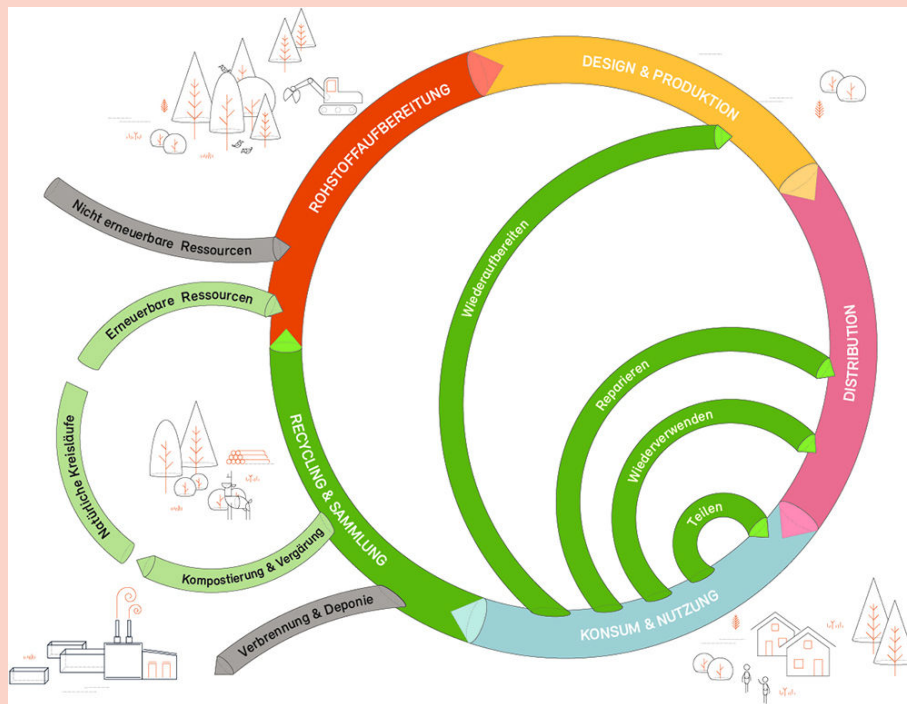 DESIGN & PRODUKTION
ROHSTOFFAUFBEREITUNG
Nicht erneuerbare Ressourcen
Wiederaufbereiten
Erneuerbare Ressourcen
DISTRIBUTION
Reparieren
Wiederverwenden
Natürliche Kreisläufe
RECYCLING & SAMMLUNG
Teilen
Kompostierung & Vergärung
Verbrennung & Deponie
KONSUM & NUTZUNG